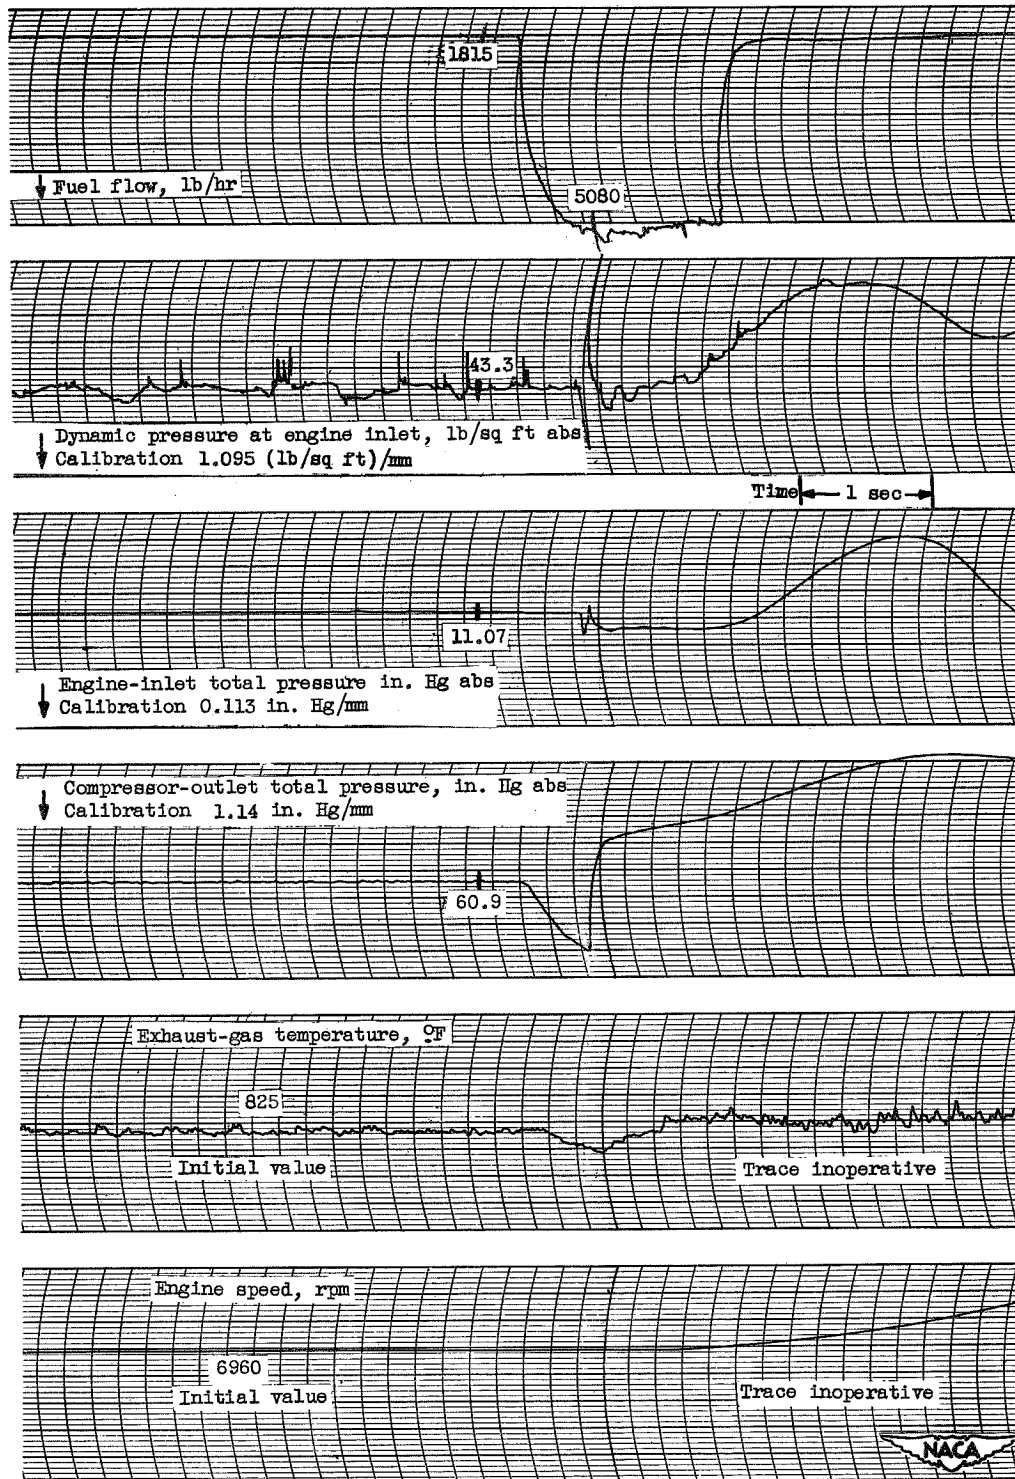 1815
Fuel flow, lb/hr
5080
43.3
Dynamic pressure at engine inlet, lb/sq ft abs
Calibration 1.095 (lb/sq ft)/mm
Time 1 sec
11.07
Engine-inlet total pressure in. Hg abs
Calibration 0.113 in. Hg/mm
Compressor-outlet total pressure, in. Hg abs
Calibration 1.14 in. Hg/mm
60.9
Exhaust-gas temperature, °F
825
Initial value
Trace inoperative
Engine speed, rpm
6960
Initial value
Trace inoperative
NACA